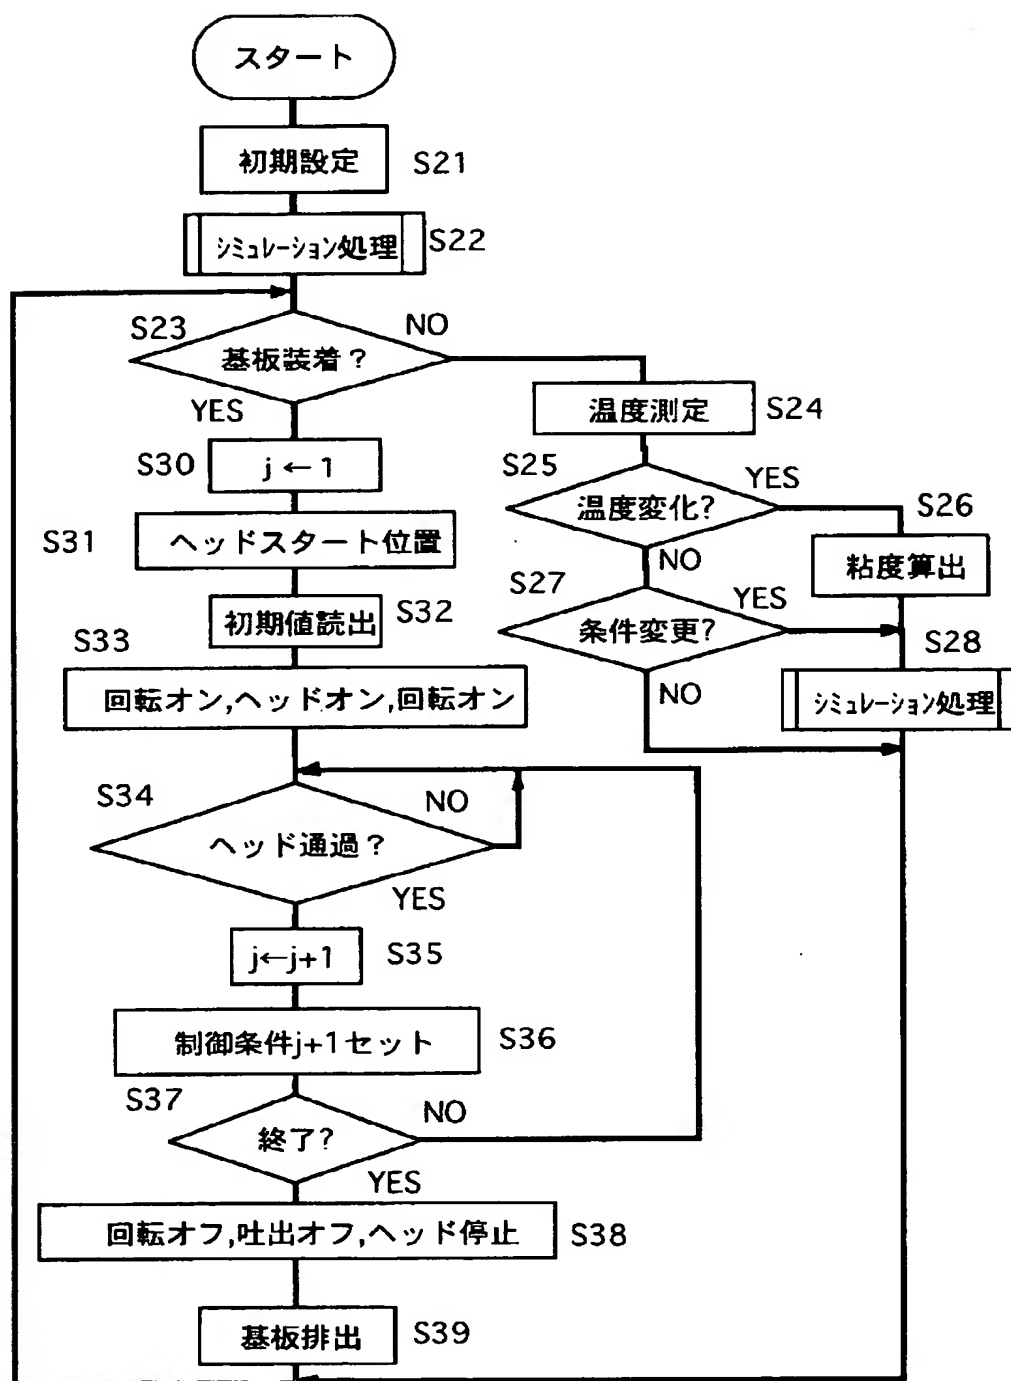 スタート
初期設定
S21
シミュレーション処理
S22
S23
基板装着?
NO
YES
温度測定
S24
S25
温度変化?
YES
NO
S26
粘度算出
S27
条件変更?
YES
NO
S28
シミュレーション処理
S30
j←1
S31
ヘッドスタート位置
初期値読出
S32
S33
回転オン,ヘッドオン,回転オン
S34
ヘッド通過?
NO
YES
j←j+1
S35
制御条件j+1セット
S36
S37
終了?
NO
YES
回転オフ,吐出オフ,ヘッド停止
S38
基板排出
S39